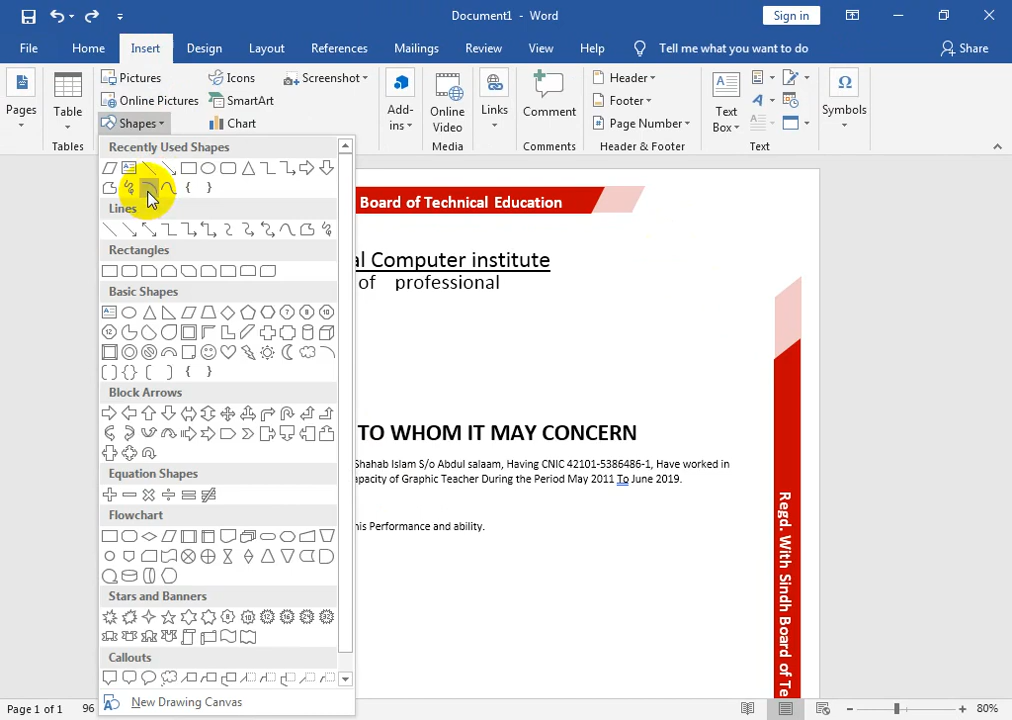 Document1 - Word
Sign in
File Home Insert Design Layout References Mailings Review View Help Tell me what you want to do Share
Pages
Table
Tables
Pictures
Online Pictures
Shapes
Icons
SmartArt
Chart
Screenshot
Add-
ins
Online
Video
Media
Links
Comment
Comments
Header
Footer
Page Number
Header & Footer
Text
Box
Text
Symbols
Recently Used Shapes
Lines
Rectangles
Basic Shapes
Block Arrows
Equation Shapes
Flowchart
Stars and Banners
Callouts
New Drawing Canvas
Board of Technical Education
al Computer institute
of professional
TO WHOM IT MAY CONCERN
Shahab Islam S/o Abdul salaam, Having CNIC 42101-5386486-1, Have worked in
apacity of Graphic Teacher During the Period May 2011 To June 2019.
his Performance and ability.
Regd. With Sindh Board of Te
Page 1 of 1 96
80%